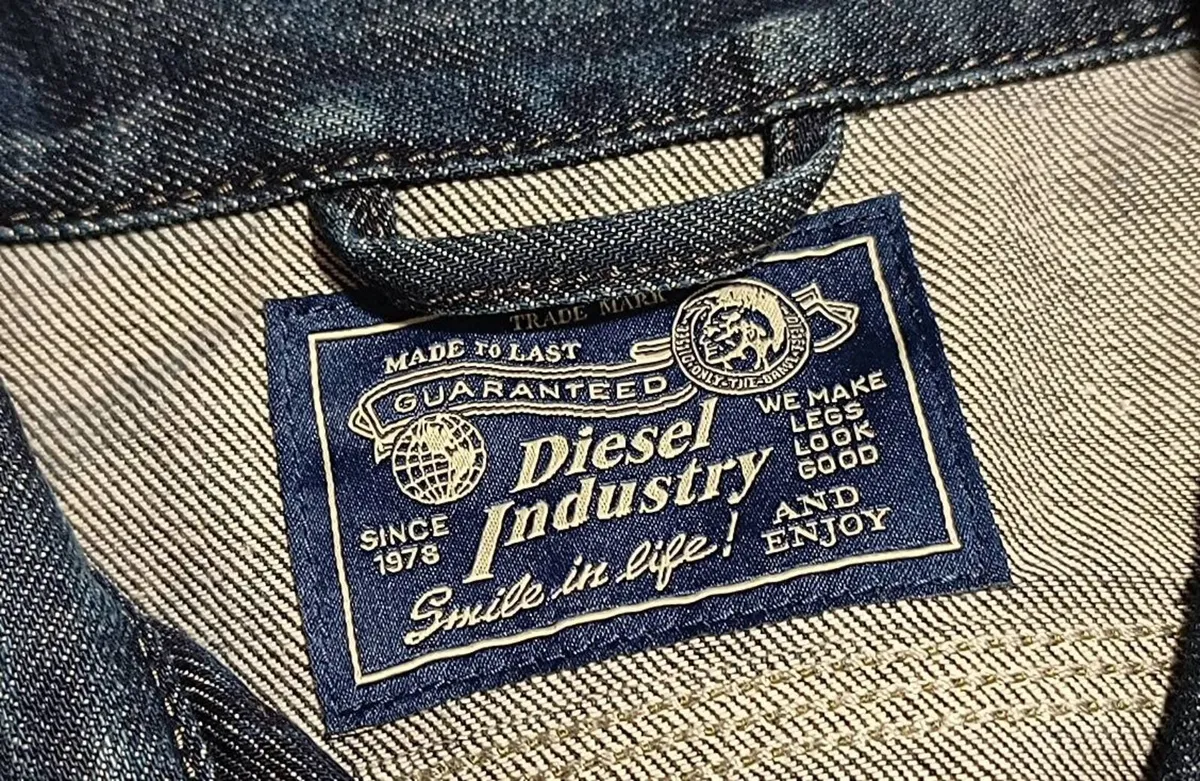 TRADE MARK
MADE TO LAST
GUARANTEED
ONLY-THE-BRAVE
Diesel
Industry
WE MAKE
LEGS
LOOK
GOOD
AND
ENJOY
SINCE
1978
Smile in life!